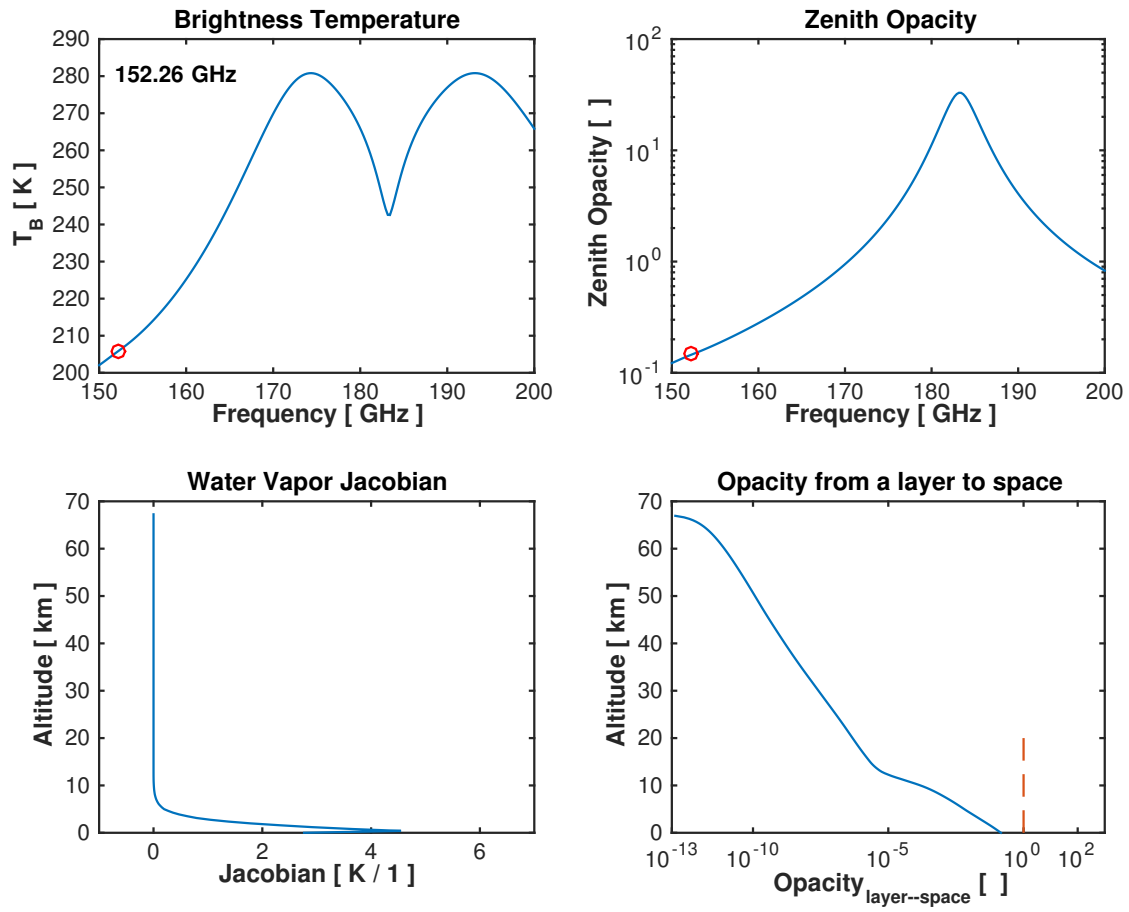 Brightness Temperature
290
280
270
260
250
240
230
220
210
200
T_B [ K ]
152.26 GHz
150 160 170 180 190 200
Frequency [ GHz ]
Zenith Opacity
10^2
10^1
10^0
10^-1
Zenith Opacity [ ]
150 160 170 180 190 200
Frequency [ GHz ]
Water Vapor Jacobian
70
60
50
40
30
20
10
0
Altitude [ km ]
0 2 4 6
Jacobian [ K / 1 ]
Opacity from a layer to space
70
60
50
40
30
20
10
0
Altitude [ km ]
10^-13 10^-10 10^-5 10^0 10^2
Opacity_layer--space [ ]